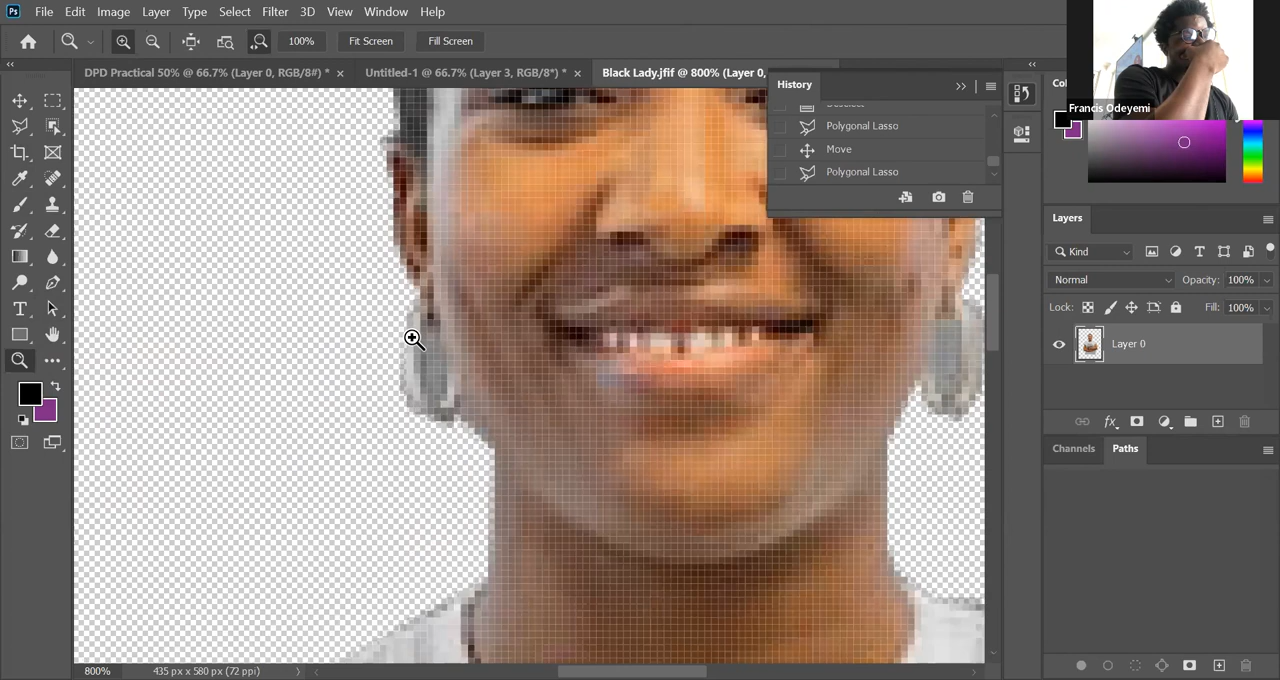 Ps File Edit Image Layer Type Select Filter 3D View Window Help
100% Fit Screen Fill Screen
DPD Practical 50% @ 66.7% (Layer 0, RGB/8#) * × Untitled-1 @ 66.7% (Layer 3, RGB/8*) * × Black Lady.jfif @ 800% (Layer 0,
History
Deselect
Polygonal Lasso
Move
Polygonal Lasso
Francis Odeyemi
Layers
Kind
Normal Opacity: 100%
Lock: Fill: 100%
Layer 0
fx
Channels Paths
800% 435 px x 580 px (72 ppi)